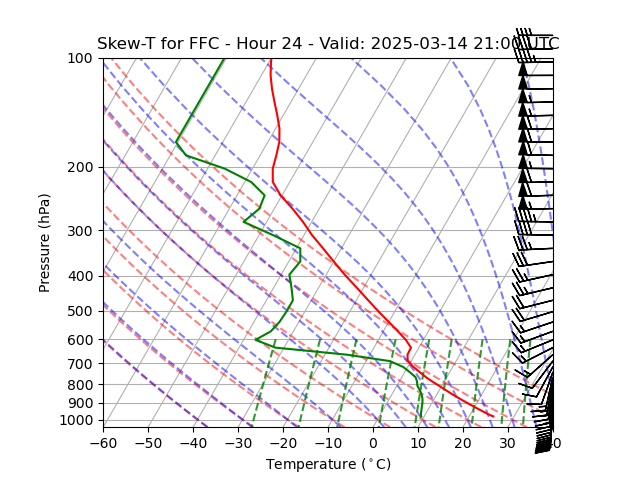 Skew-T for FFC - Hour 24 - Valid: 2025-03-14 21:00 UTC
100
200
300
400
500
600
700
800
900
1000
Pressure (hPa)
−60 −50 −40 −30 −20 −10 0 10 20 30 40
Temperature (°C)